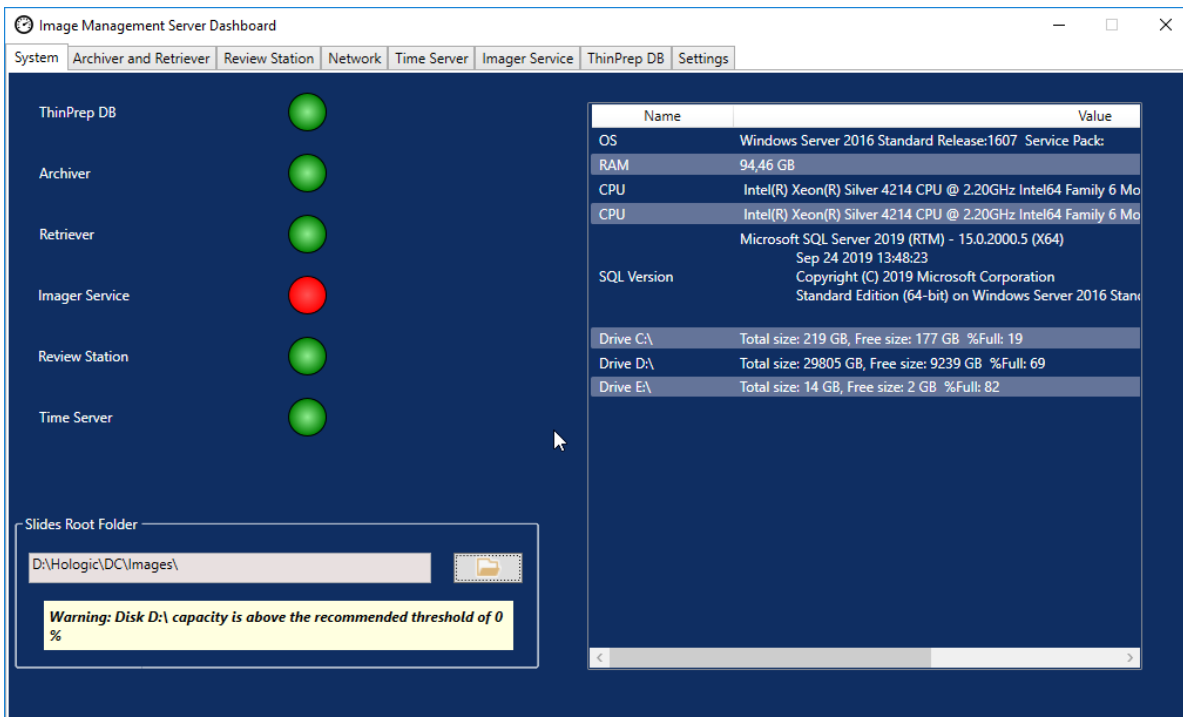 Image Management Server Dashboard
System Archiver and Retriever Review Station Network Time Server Imager Service ThinPrep DB Settings
ThinPrep DB
Archiver
Retriever
Imager Service
Review Station
Time Server
Slides Root Folder
D:\Hologic\DC\Images\
Warning: Disk D:\ capacity is above the recommended threshold of 0
%
Name Value
OS Windows Server 2016 Standard Release:1607 Service Pack:
RAM 94,46 GB
CPU Intel(R) Xeon(R) Silver 4214 CPU @ 2.20GHz Intel64 Family 6 Mo
CPU Intel(R) Xeon(R) Silver 4214 CPU @ 2.20GHz Intel64 Family 6 Mo
Microsoft SQL Server 2019 (RTM) - 15.0.2000.5 (X64)
Sep 24 2019 13:48:23
SQL Version Copyright (C) 2019 Microsoft Corporation
Standard Edition (64-bit) on Windows Server 2016 Stan
Drive C:\ Total size: 219 GB, Free size: 177 GB %Full: 19
Drive D:\ Total size: 29805 GB, Free size: 9239 GB %Full: 69
Drive E:\ Total size: 14 GB, Free size: 2 GB %Full: 82